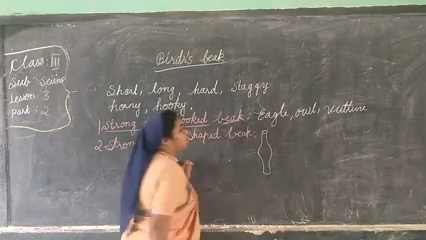 Class: III
Sub: Science
Lesson 3
Part: 2
Bird's beak
Short, long, hard, staggy
horny, hooky.
1-Strong hooked beak: Eagle, owl, vulture
2-Strong shaped beak: